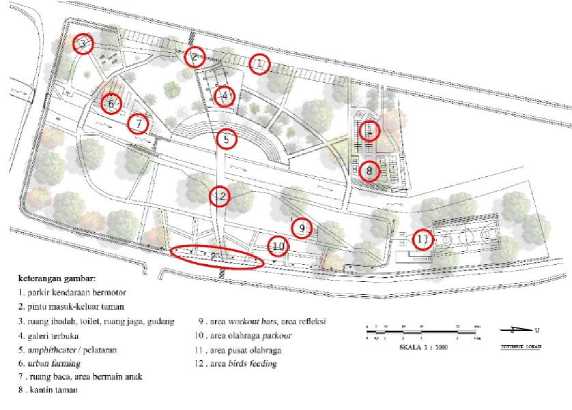 3
2
1
4
6
7
5
1
8
12
9
10
11
2
keterangan gambar:
1. parkir kendaraan bermotor
2. pintu masuk-keluar taman
3. ruang ibadah, toilet, ruang jaga, gudang
4. galeri terbuka
5. amphitheater / pelataran
6. urban farming
7. ruang baca, area bermain anak
8. kantin taman
9. area workout bars, area refleksi
10. area olahraga parkour
11. area pusat olahraga
12. area birds feeding
SKALA 1 : 1000
U